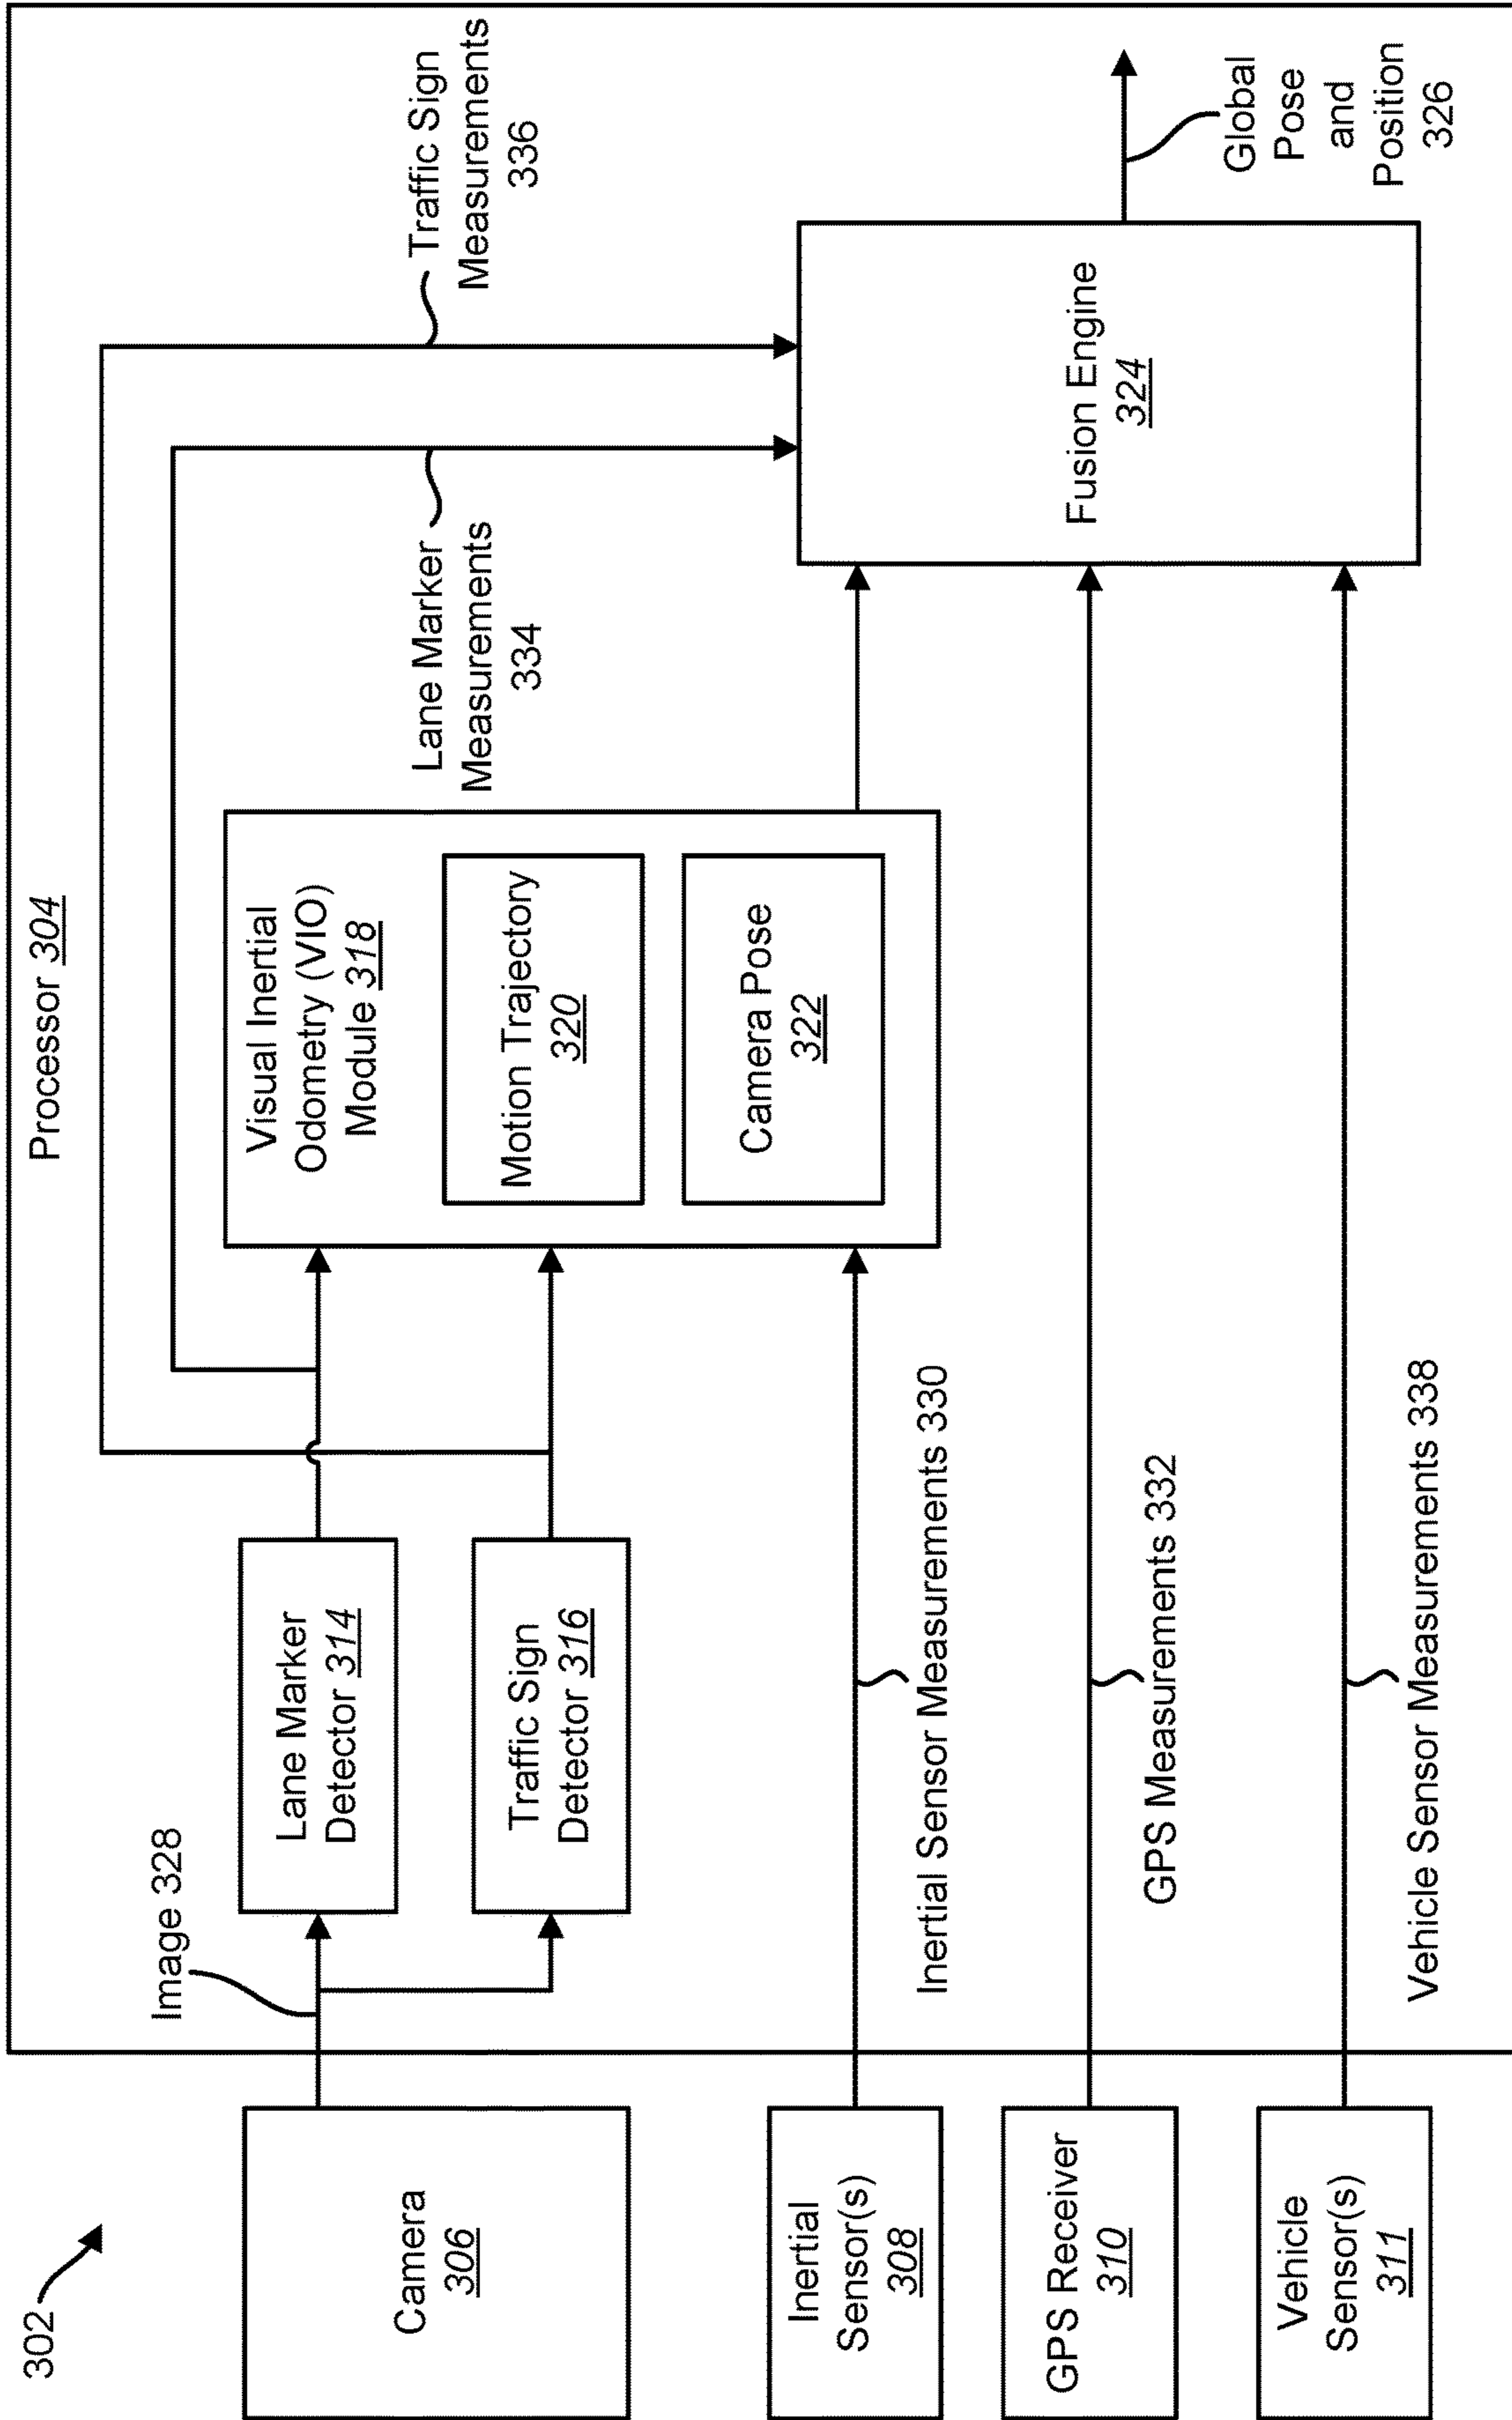 302
Processor 304
Camera
306
Inertial
Sensor(s)
308
GPS Receiver
310
Vehicle
Sensor(s)
311
Image 328
Lane Marker
Detector 314
Traffic Sign
Detector 316
Inertial Sensor Measurements 330
GPS Measurements 332
Vehicle Sensor Measurements 338
Visual Inertial
Odometry (VIO)
Module 318
Motion Trajectory
320
Camera Pose
322
Lane Marker
Measurements
334
Traffic Sign
Measurements
336
Fusion Engine
324
Global
Pose
and
Position
326